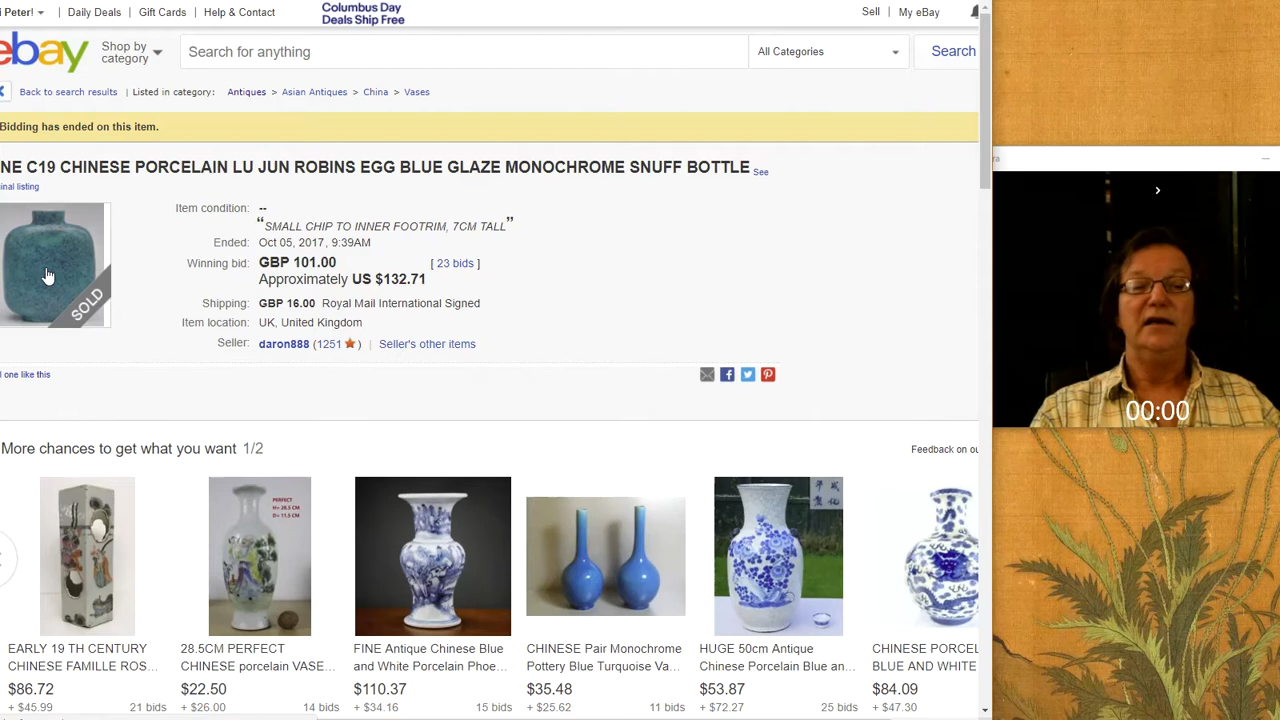 Peter!
Daily Deals
Gift Cards
Help & Contact
Columbus Day
Deals Ship Free
Sell
My eBay
ebay
Shop by
category
Search for anything
All Categories
Search
Back to search results
Listed in category:
Antiques > Asian Antiques > China > Vases
Bidding has ended on this item.
NE C19 CHINESE PORCELAIN LU JUN ROBINS EGG BLUE GLAZE MONOCHROME SNUFF BOTTLE See
inal listing
SOLD
Item condition: --
“SMALL CHIP TO INNER FOOTRIM, 7CM TALL”
Ended: Oct 05, 2017, 9:39AM
Winning bid: GBP 101.00 [ 23 bids ]
Approximately US $132.71
Shipping: GBP 16.00 Royal Mail International Signed
Item location: UK, United Kingdom
Seller: daron888 (1251 ) | Seller's other items
l one like this
00:00
More chances to get what you want 1/2
Feedback on ou
PERFECT
H= 28.5 CM
D= 11.5 CM
EARLY 19 TH CENTURY
CHINESE FAMILLE ROS...
$86.72
+ $45.99
21 bids
28.5CM PERFECT
CHINESE porcelain VASE...
$22.50
+ $26.00
14 bids
FINE Antique Chinese Blue
and White Porcelain Phoe...
$110.37
+ $34.16
15 bids
CHINESE Pair Monochrome
Pottery Blue Turquoise Va...
$35.48
+ $25.62
11 bids
HUGE 50cm Antique
Chinese Porcelain Blue an...
$53.87
+ $72.27
25 bids
CHINESE PORCEL
BLUE AND WHITE
$84.09
+ $47.30